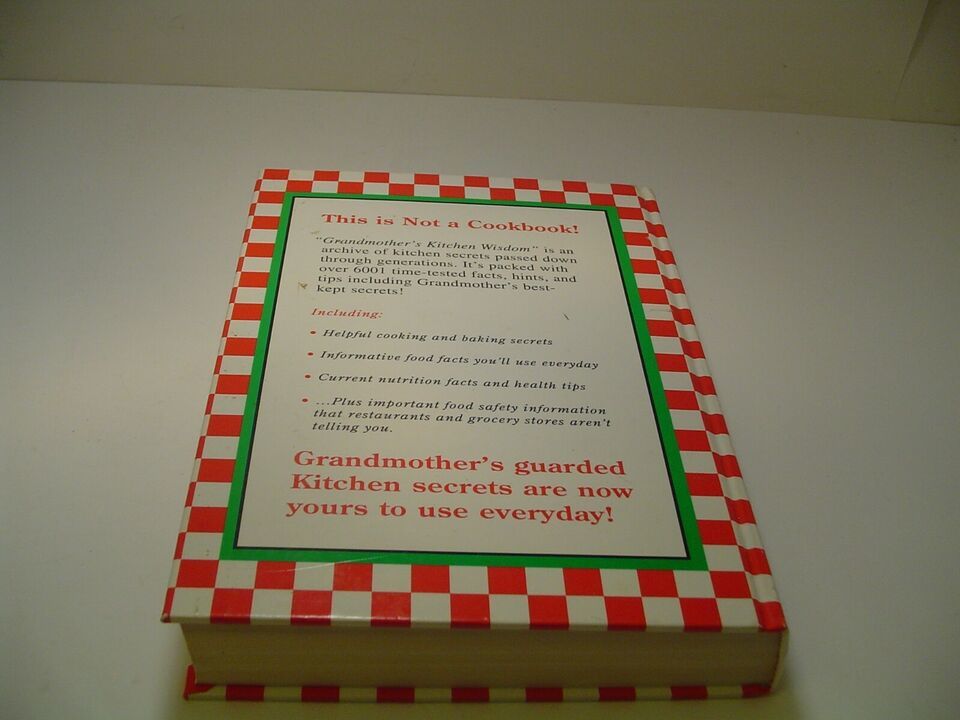 This is Not a Cookbook!
"Grandmother's Kitchen Wisdom" is an
archive of kitchen secrets passed down
through generations. It's packed with
over 6001 time-tested facts, hints, and
tips including Grandmother's best-
kept secrets!
Including:
• Helpful cooking and baking secrets
• Informative food facts you'll use everyday
• Current nutrition facts and health tips
• ...Plus important food safety information
that restaurants and grocery stores aren't
telling you.
Grandmother's guarded
Kitchen secrets are now
yours to use everyday!